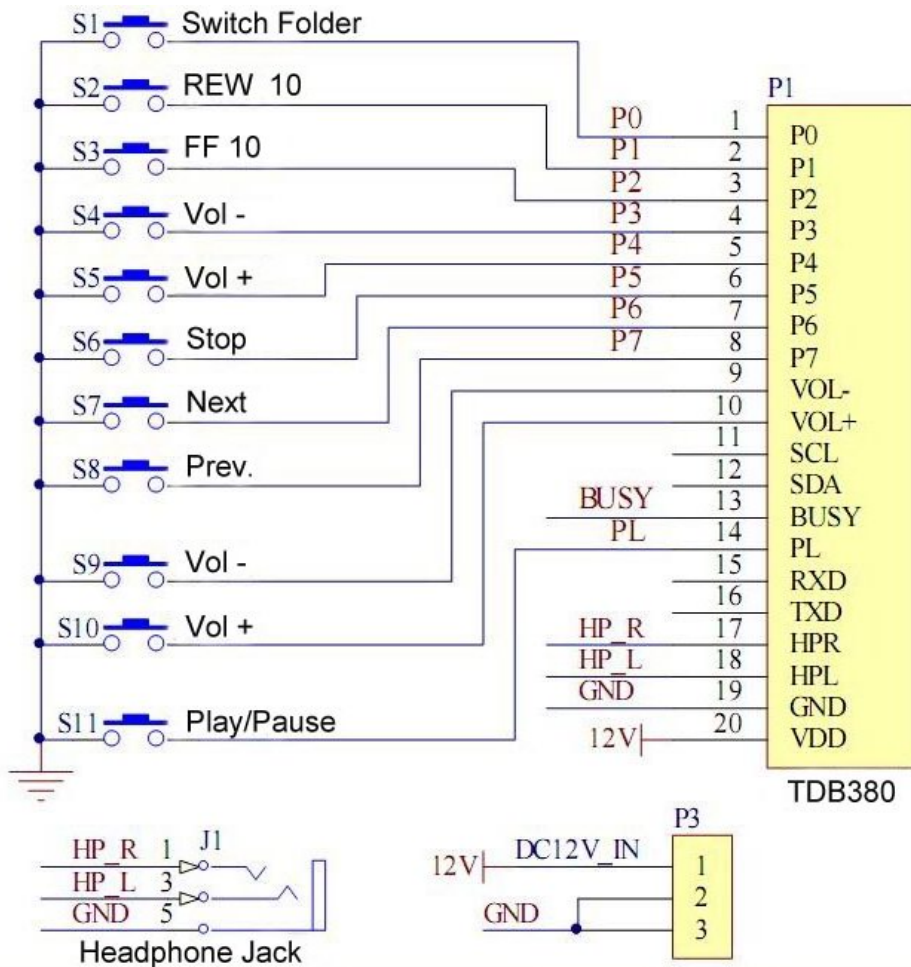 S1 Switch Folder
S2 REW 10
S3 FF 10
S4 Vol -
S5 Vol +
S6 Stop
S7 Next
S8 Prev.
S9 Vol -
S10 Vol +
S11 Play/Pause
P1
P0 1 P0
P1 2 P1
P2 3 P2
P3 4 P3
P4 5 P4
P5 6 P5
P6 7 P6
P7 8 P7
9 VOL-
10 VOL+
11 SCL
12 SDA
BUSY 13 BUSY
PL 14 PL
15 RXD
16 TXD
HP_R 17 HPR
HP_L 18 HPL
GND 19 GND
12V 20 VDD
TDB380
J1
HP_R 1
HP_L 3
GND 5
Headphone Jack
P3
12V DC12V_IN 1
2
GND 3